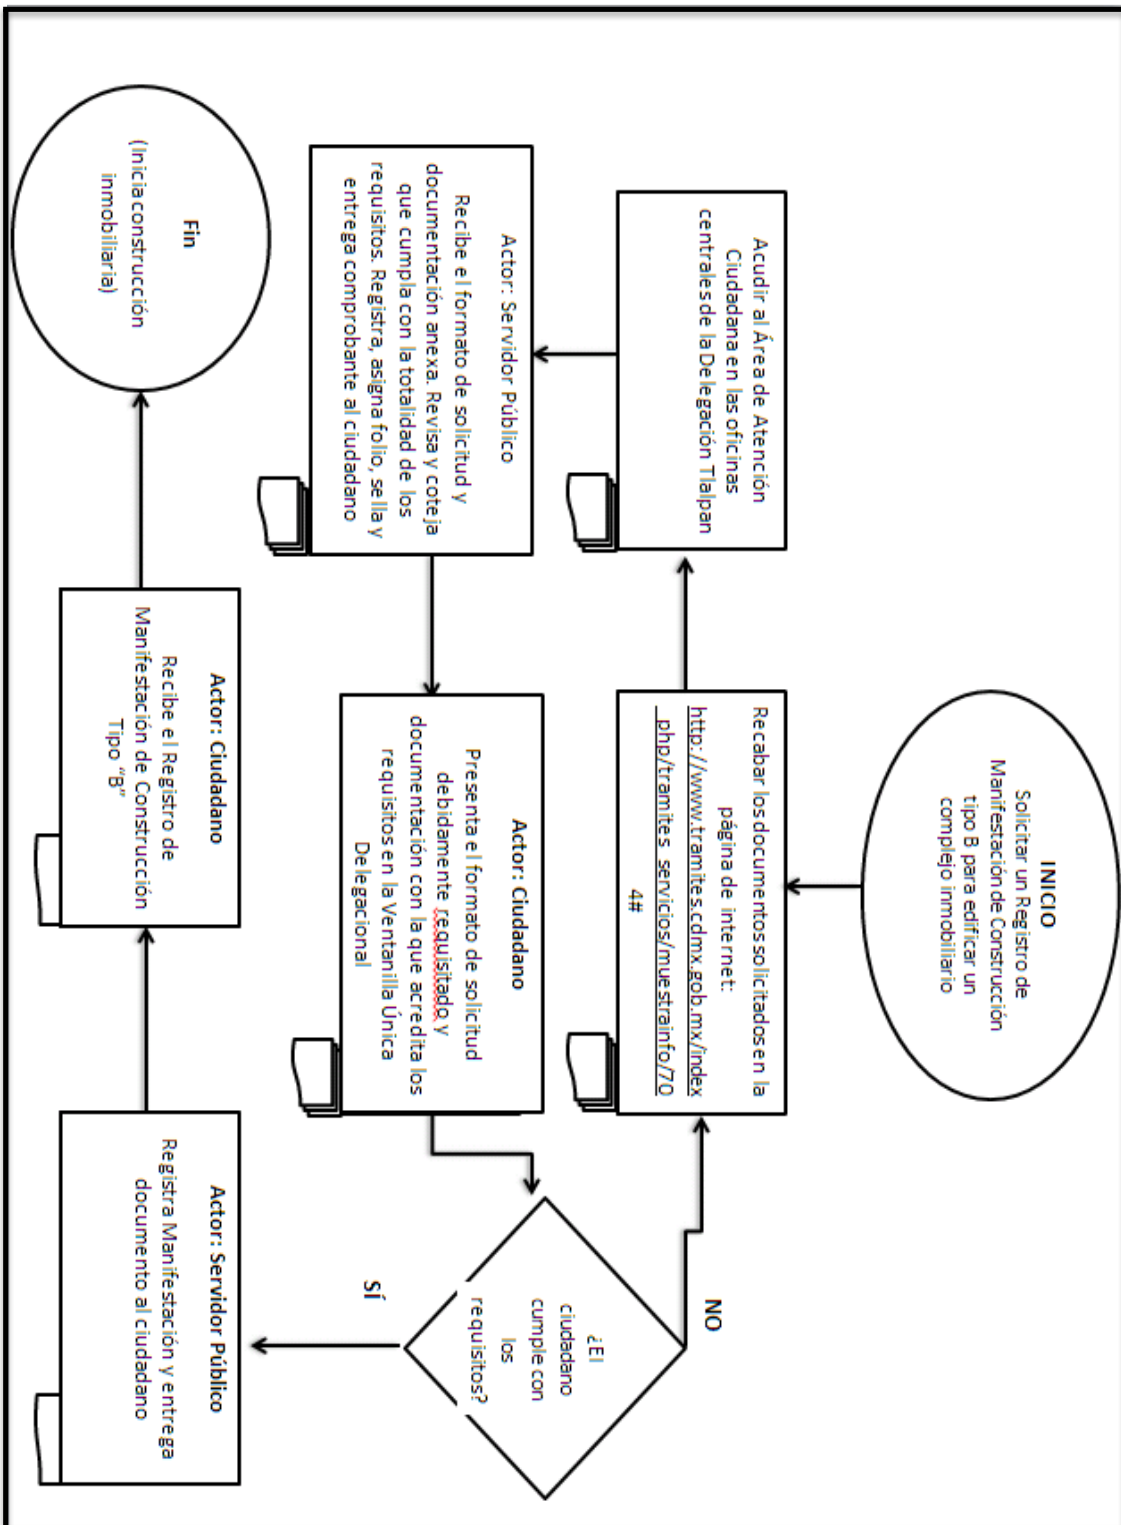 INICIO
Solicitar un Registro de
Manifestación de Construcción
tipo B para edificar un
complejo inmobiliario
Recabar los documentos solicitados en la
página de internet:
http://www.tramites.cdmx.gob.mx/index
php/tramites_servicios/muestrainfo/70
4#
Acudir al Área de Atención
Ciudadana en las oficinas
centrales de la Delegación Tlalpan
Actor: Servidor Público
Recibe el formato de solicitud y
documentación anexa. Revisa y coteja
que cumpla con la totalidad de los
requisitos. Registra, asigna folio, sella y
entrega comprobante al ciudadano
Actor: Ciudadano
Presenta el formato de solicitud
debidamente requisitado y
documentación con la que acredita los
requisitos en la Ventanilla Única
Delegacional
¿El
ciudadano
cumple con
los
requisitos?
NO
SÍ
Actor: Servidor Público
Registra Manifestación y entrega
documento al ciudadano
Actor: Ciudadano
Recibe el Registro de
Manifestación de Construcción
Tipo “B”
Fin
(Inicia construcción
inmobiliaria)